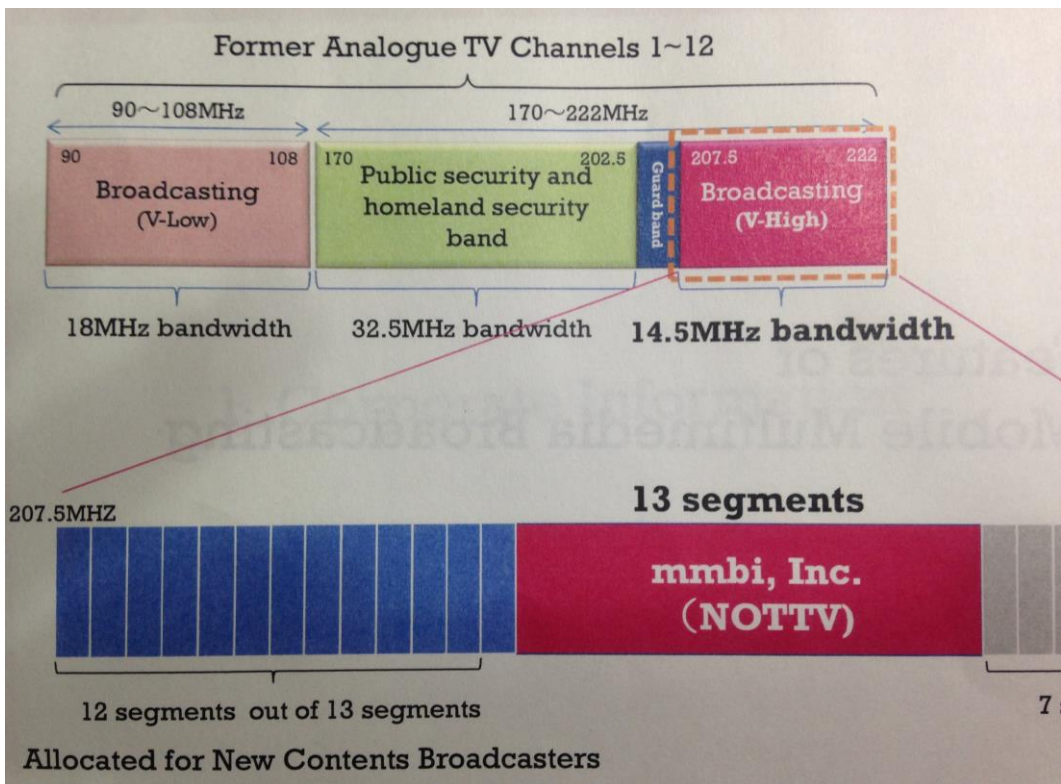 Former Analogue TV Channels 1~12
90～108MHz
170～222MHz
90
108
Broadcasting
(V-Low)
170
202.5
Public security and
homeland security
band
Guard band
207.5
222
Broadcasting
(V-High)
18MHz bandwidth
32.5MHz bandwidth
14.5MHz bandwidth
eatures of
Mobile Multimedia Broadcasting
207.5MHZ
13 segments
mmbi, Inc.
（NOTTV）
12 segments out of 13 segments
7
Allocated for New Contents Broadcasters